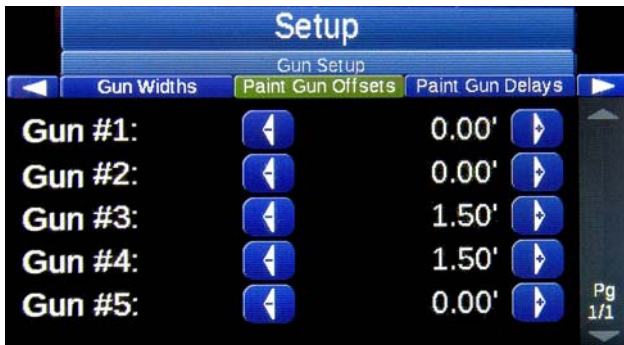 Setup
Gun Setup
Gun Widths Paint Gun Offsets Paint Gun Delays
Gun #1: - 0.00' +
Gun #2: - 0.00' +
Gun #3: - 1.50' +
Gun #4: - 1.50' +
Gun #5: - 0.00' +
Pg
1/1